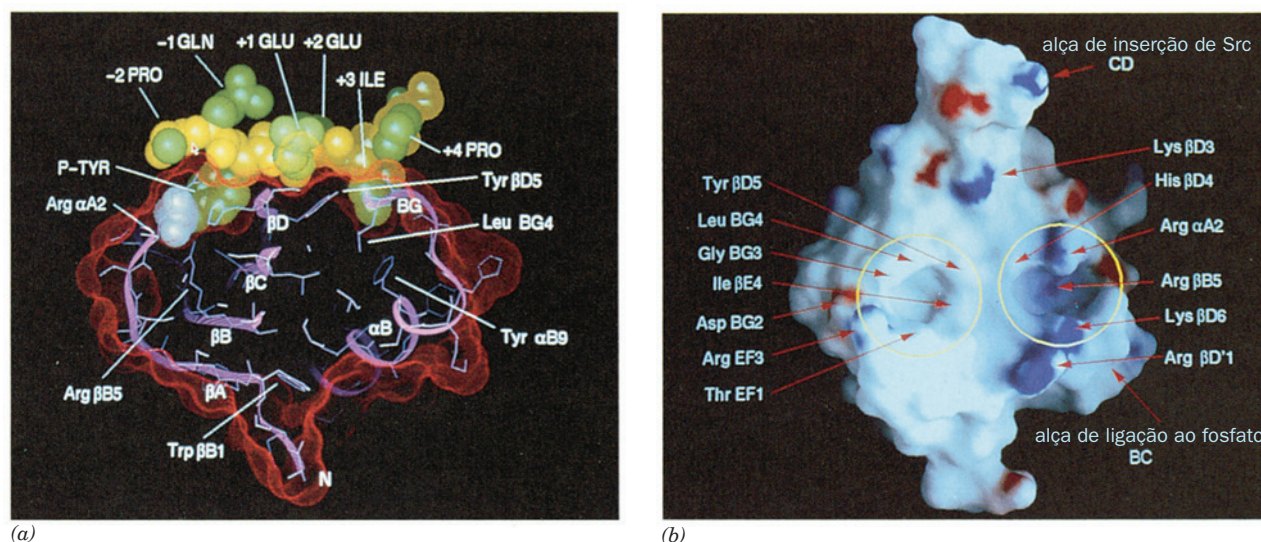 −1 GLN
+1 GLU
+2 GLU
−2 PRO
+3 ILE
+4 PRO
P–TYR
Arg αA2
Tyr βD5
βD
BG
Leu BG4
βC
αB
βB
Tyr αB9
Arg βB5
βA
Trp βB1
N
(a)
alça de inserção de Src
CD
Lys βD3
His βD4
Arg αA2
Arg βB5
Lys βD6
Arg βD'1
Tyr βD5
Leu BG4
Gly BG3
Ile βE4
Asp BG2
Arg EF3
Thr EF1
alça de ligação ao fosfato
BC
(b)